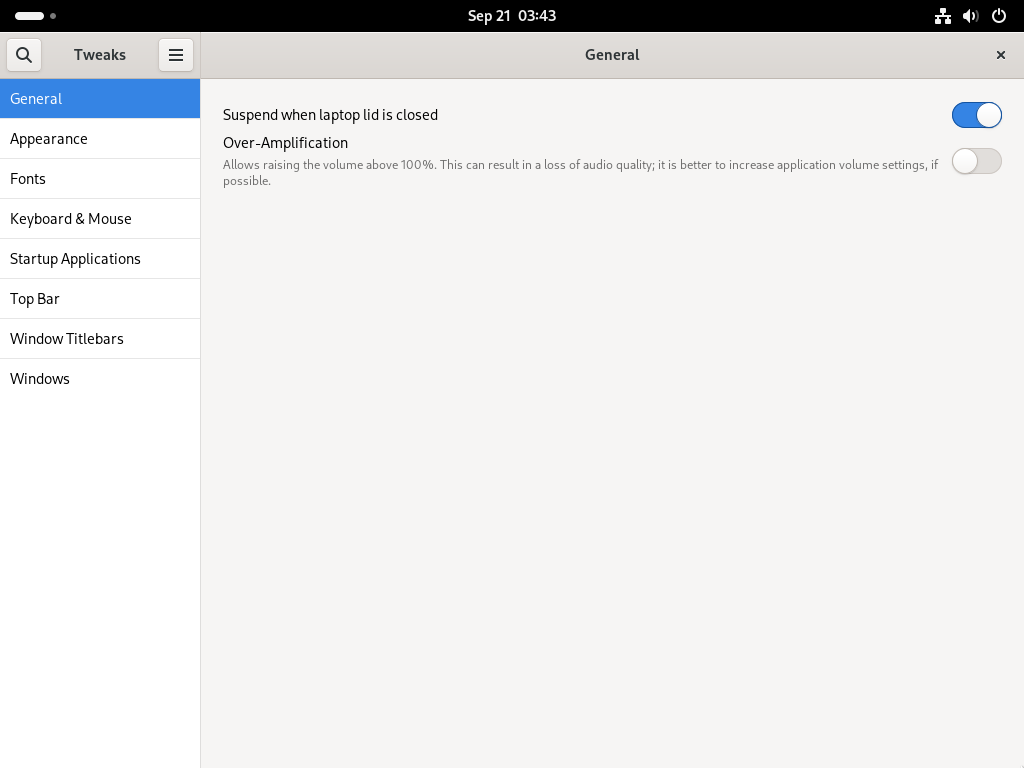 Sep 21 03:43
Tweaks
General
General
Appearance
Fonts
Keyboard & Mouse
Startup Applications
Top Bar
Window Titlebars
Windows
Suspend when laptop lid is closed
Over-Amplification
Allows raising the volume above 100%. This can result in a loss of audio quality; it is better to increase application volume settings, if
possible.